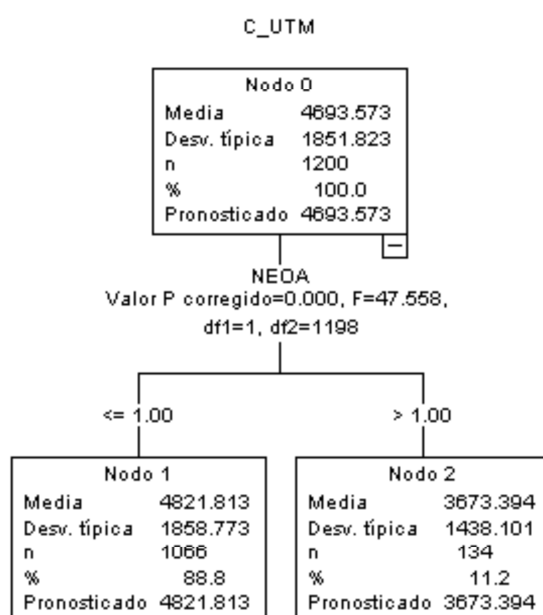 C_UTM
Nodo 0
Media 4693.573
Desv. típica 1851.823
n 1200
% 100.0
Pronosticado 4693.573
NEOA
Valor P corregido=0.000, F=47.558,
df1=1, df2=1198
<= 1.00
> 1.00
Nodo 1
Media 4821.813
Desv. típica 1858.773
n 1066
% 88.8
Pronosticado 4821.813
Nodo 2
Media 3673.394
Desv. típica 1438.101
n 134
% 11.2
Pronosticado 3673.394